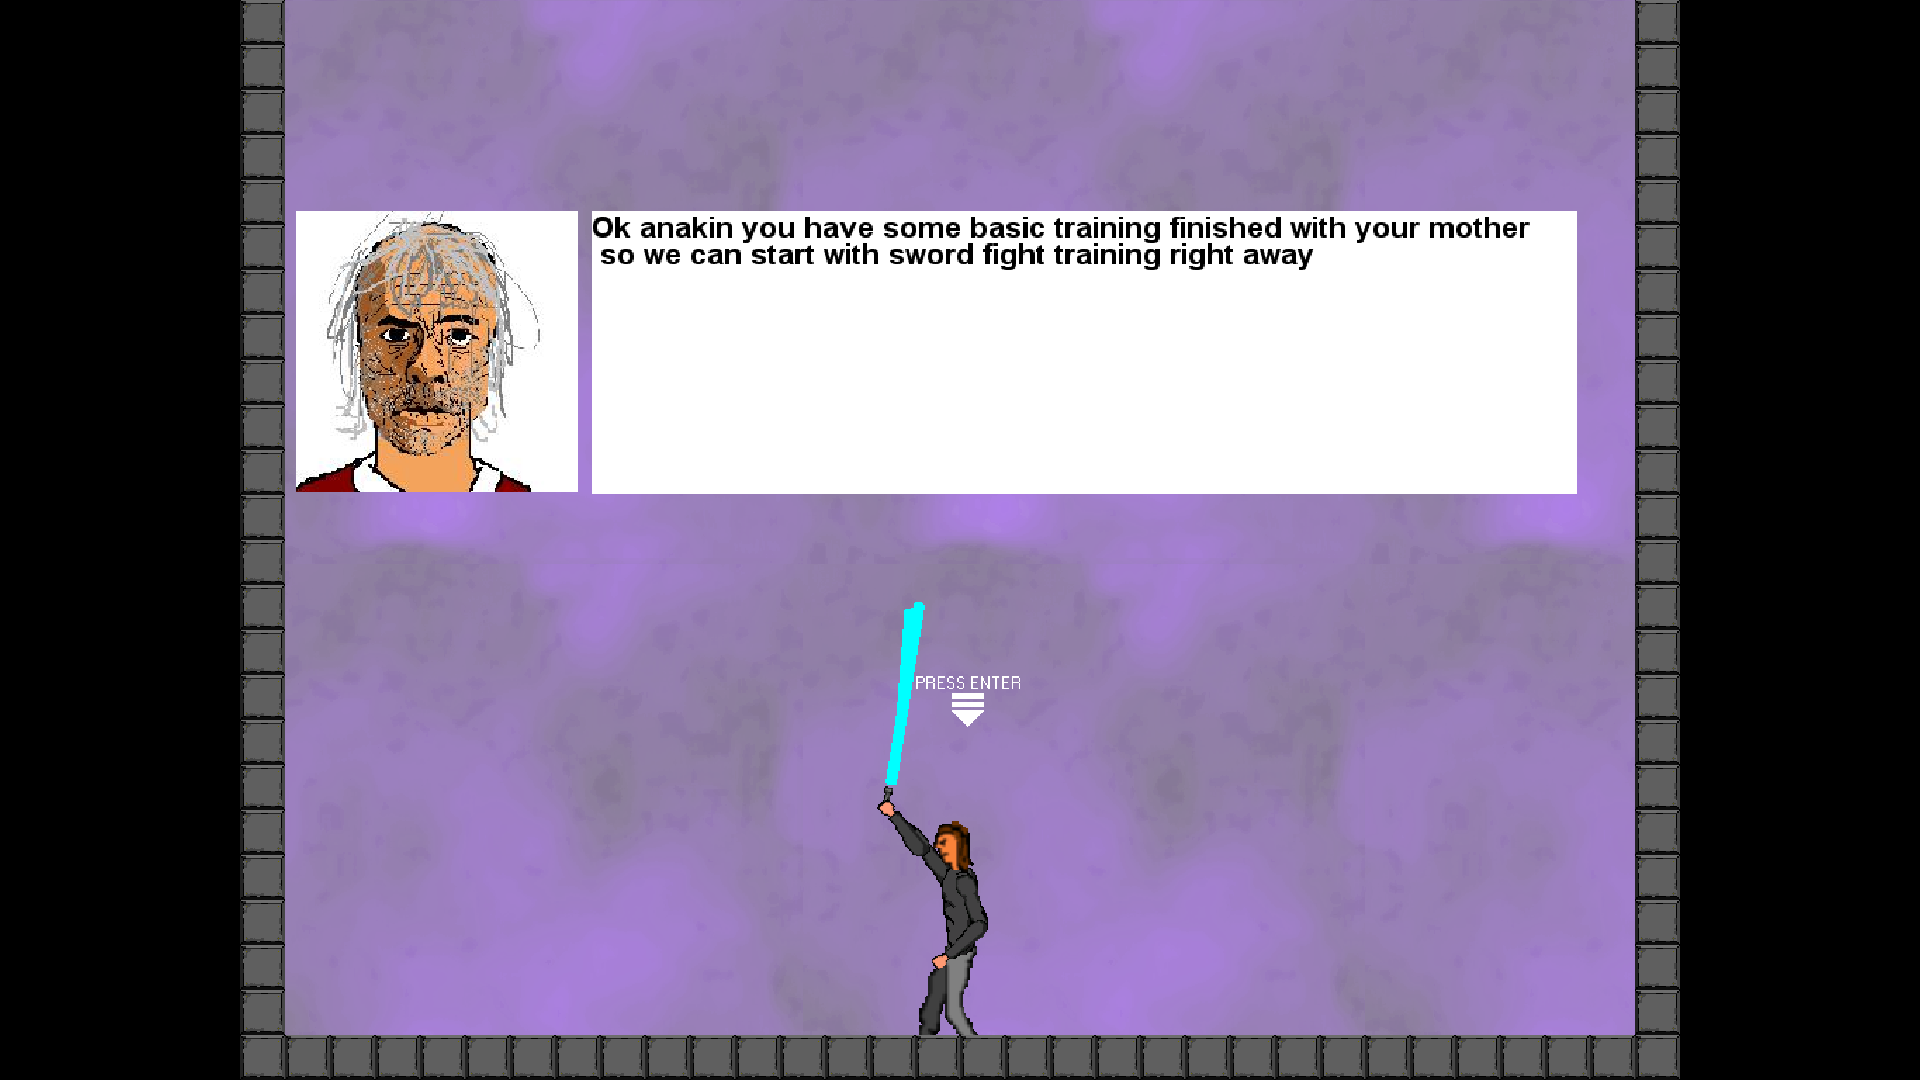 Ok anakin you have some basic training finished with your mother
so we can start with sword fight training right away
PRESS ENTER